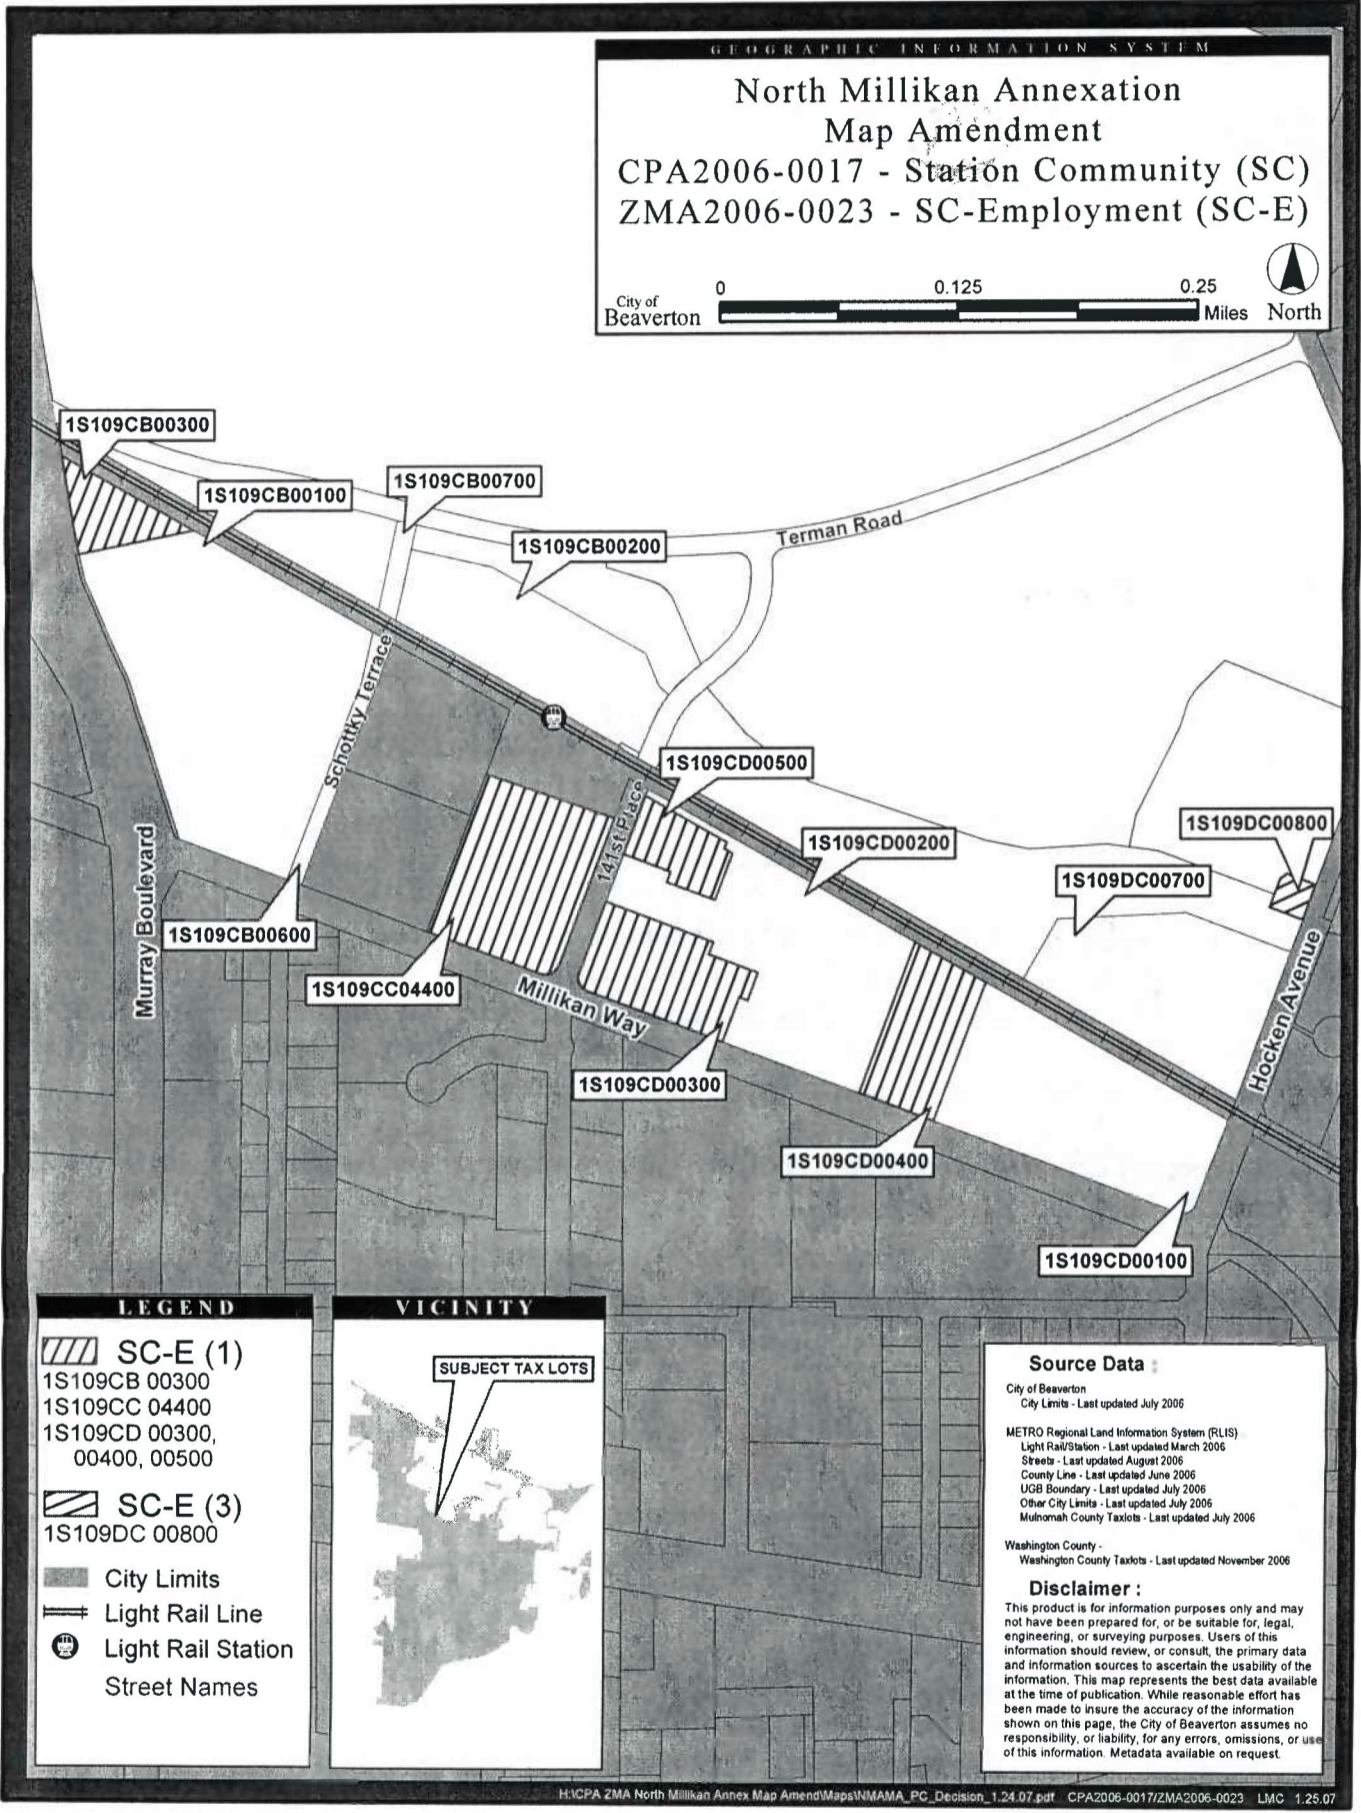 GEOGRAPHIC INFORMATION SYSTEM
North Millikan Annexation
Map Amendment
CPA2006-0017 - Station Community (SC)
ZMA2006-0023 - SC-Employment (SC-E)
City of
Beaverton
0
0.125
0.25
Miles
North
1S109CB00300
1S109CB00100
1S109CB00700
1S109CB00200
Terman Road
Schottky Terrace
1S109CD00500
141st Place
1S109CD00200
1S109DC00800
1S109DC00700
Murray Boulevard
1S109CB00600
1S109CC04400
Millikan Way
1S109CD00300
Hocken Avenue
1S109CD00400
1S109CD00100
LEGEND
SC-E (1)
1S109CB 00300
1S109CC 04400
1S109CD 00300,
00400, 00500
SC-E (3)
1S109DC 00800
City Limits
Light Rail Line
Light Rail Station
Street Names
VICINITY
SUBJECT TAX LOTS
Source Data :
City of Beaverton
City Limits - Last updated July 2006
METRO Regional Land Information System (RLIS)
Light Rail/Station - Last updated March 2006
Streets - Last updated August 2006
County Line - Last updated June 2006
UGB Boundary - Last updated July 2006
Other City Limits - Last updated July 2006
Mulnomah County Taxlots - Last updated July 2006
Washington County -
Washington County Taxlots - Last updated November 2006
Disclaimer :
This product is for information purposes only and may
not have been prepared for, or be suitable for, legal,
engineering, or surveying purposes. Users of this
information should review, or consult, the primary data
and information sources to ascertain the usability of the
information. This map represents the best data available
at the time of publication. While reasonable effort has
been made to insure the accuracy of the information
shown on this page, the City of Beaverton assumes no
responsibility, or liability, for any errors, omissions, or use
of this information. Metadata available on request.
H:\CPA ZMA North Millikan Annex Map Amend\Maps\NMAMA_PC_Decision_1.24.07.pdf CPA2006-0017/ZMA2006-0023 LMC 1.25.07